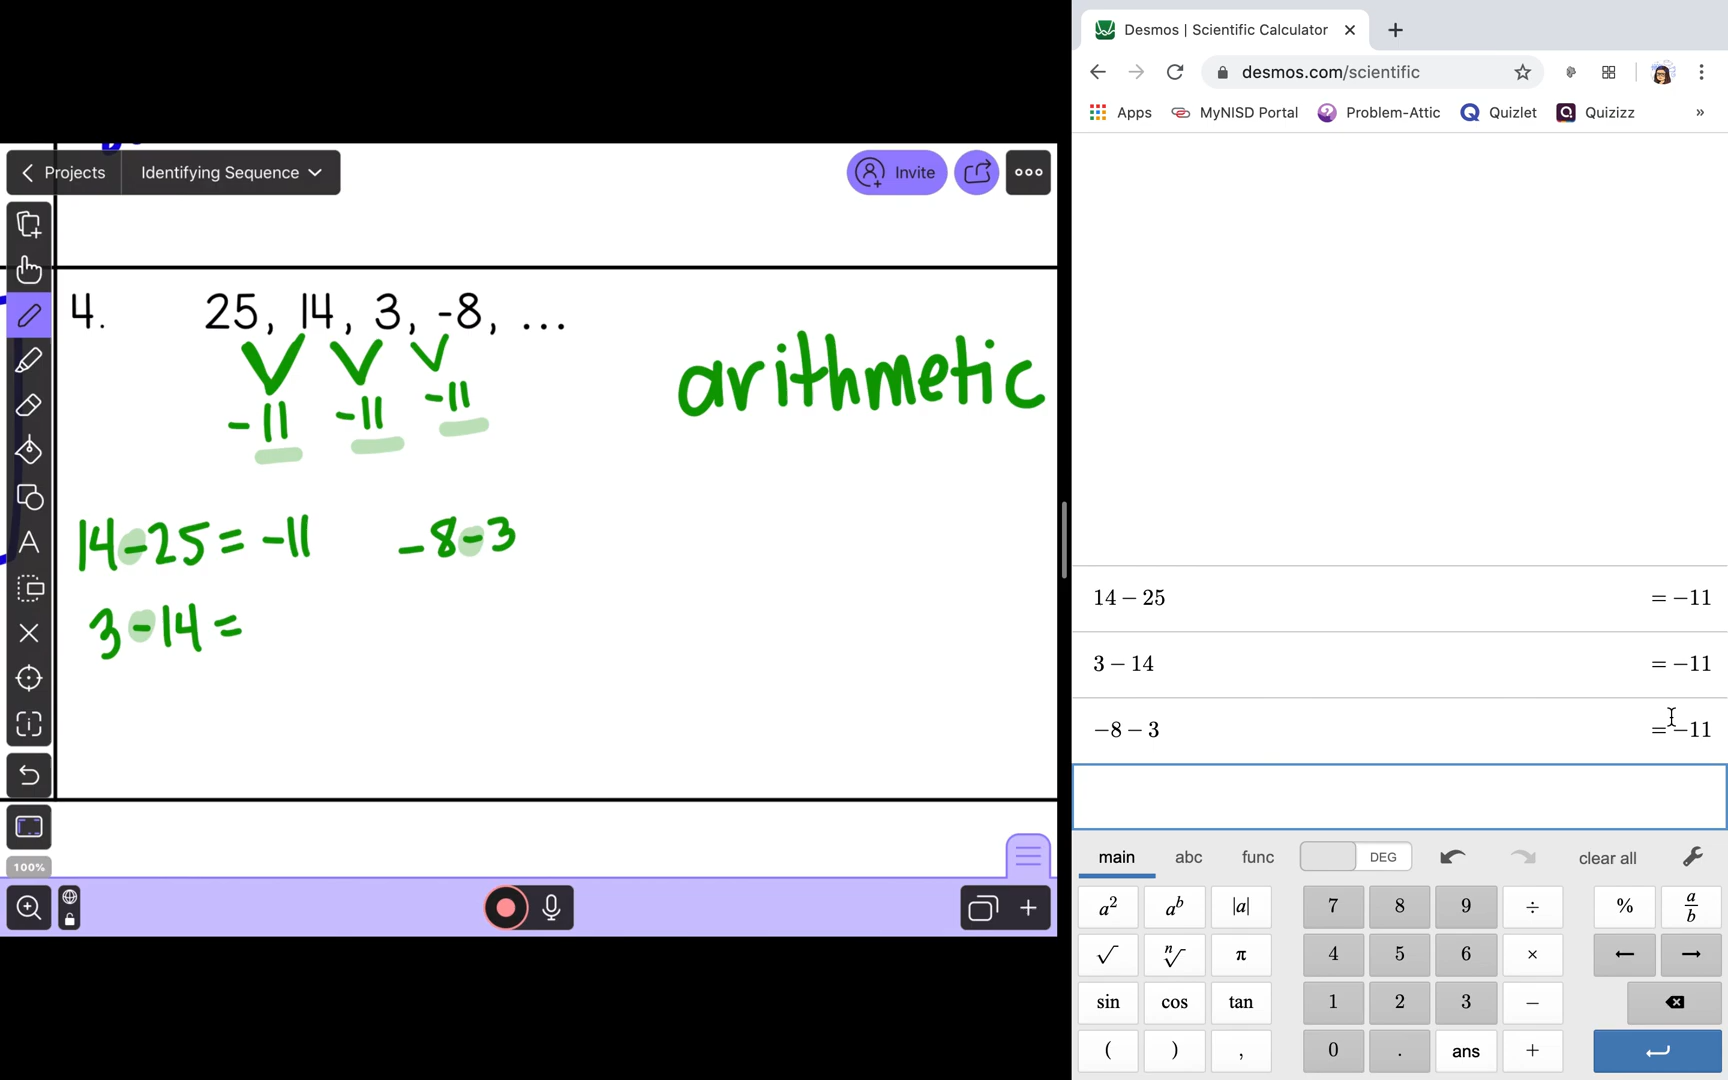 Desmos | Scientific Calculator
desmos.com/scientific
Apps MyNISD Portal Problem-Attic Quizlet Quizizz »
Projects Identifying Sequence Invite
4. 25, 14, 3, -8, ...
-11 -11 -11
arithmetic
14-25= -11 -8-3
3-14=
100%
14 − 25 = −11
3 − 14 = −11
−8 − 3 = −11
main abc func DEG clear all
a² aᵇ |a| 7 8 9 ÷ % a/b
√ ⁿ√ π 4 5 6 × ← →
sin cos tan 1 2 3 −
( ) , 0 . ans +